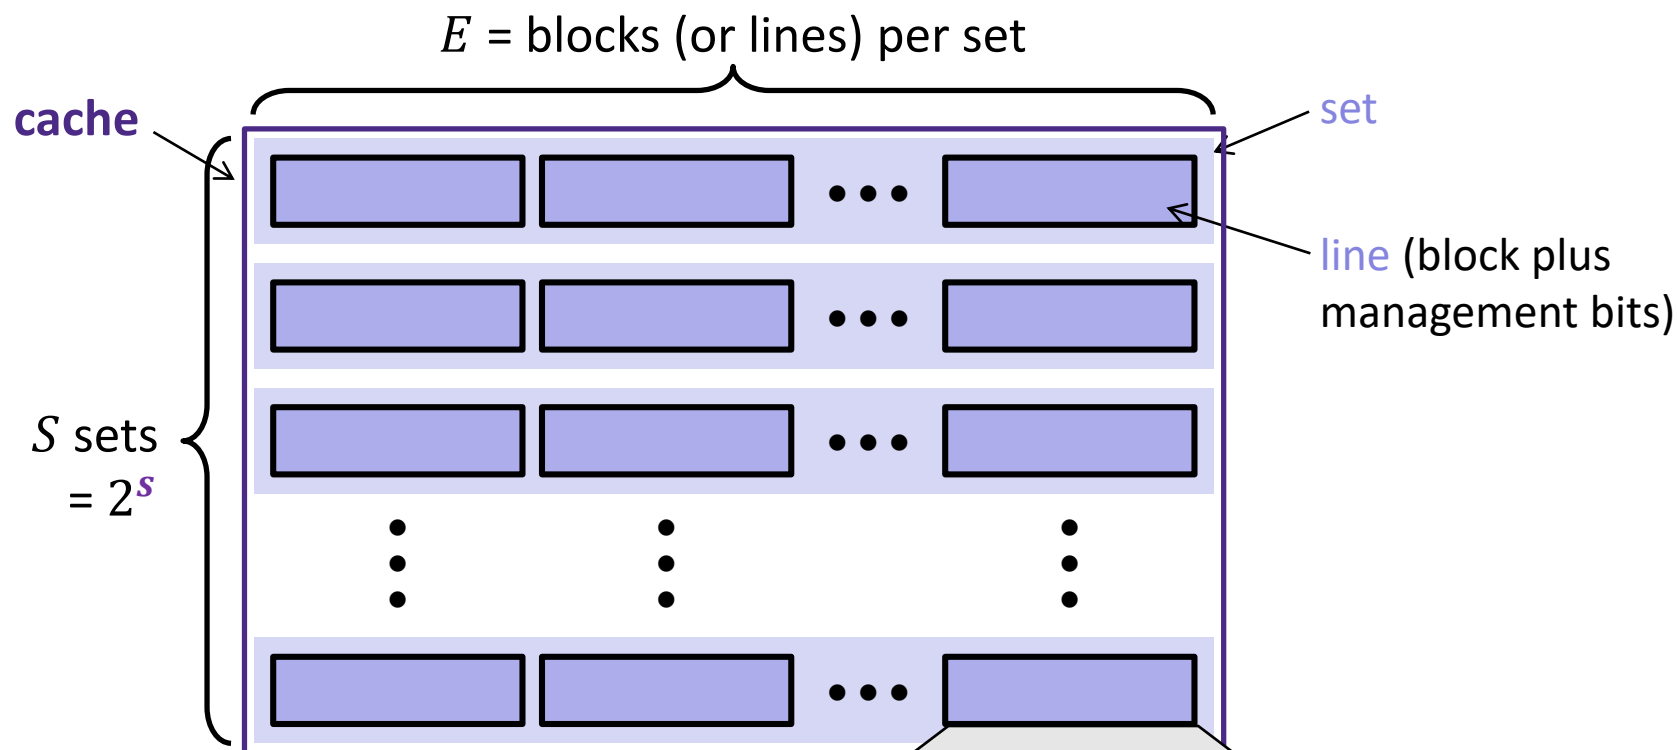 E = blocks (or lines) per set
cache
set
line (block plus
management bits)
S sets
= 2^s